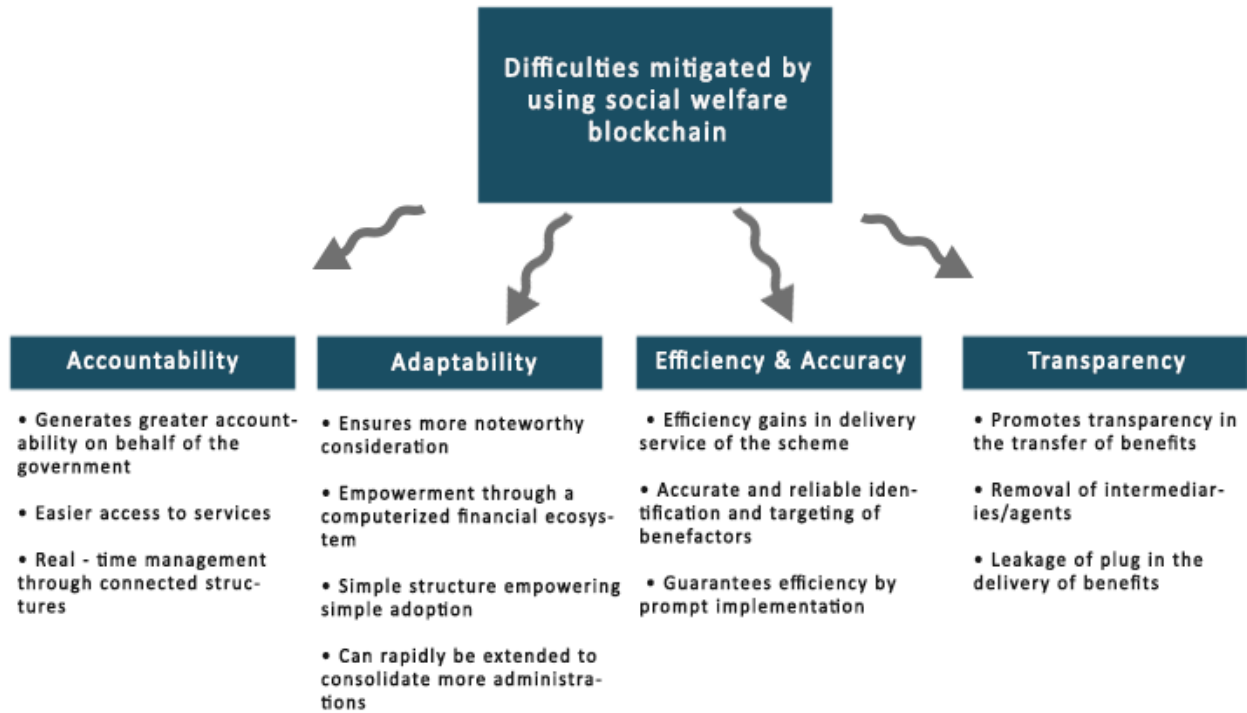 Difficulties mitigated by
using social welfare
blockchain
Accountability
• Generates greater account-
ability on behalf of the
government
• Easier access to services
• Real - time management
through connected struc-
tures
Adaptability
• Ensures more noteworthy
consideration
• Empowerment through a
computerized financial ecosys-
tem
• Simple structure empowering
simple adoption
• Can rapidly be extended to
consolidate more administra-
tions
Efficiency & Accuracy
• Efficiency gains in delivery
service of the scheme
• Accurate and reliable iden-
tification and targeting of
benefactors
• Guarantees efficiency by
prompt implementation
Transparency
• Promotes transparency in
the transfer of benefits
• Removal of intermediar-
ies/agents
• Leakage of plug in the
delivery of benefits